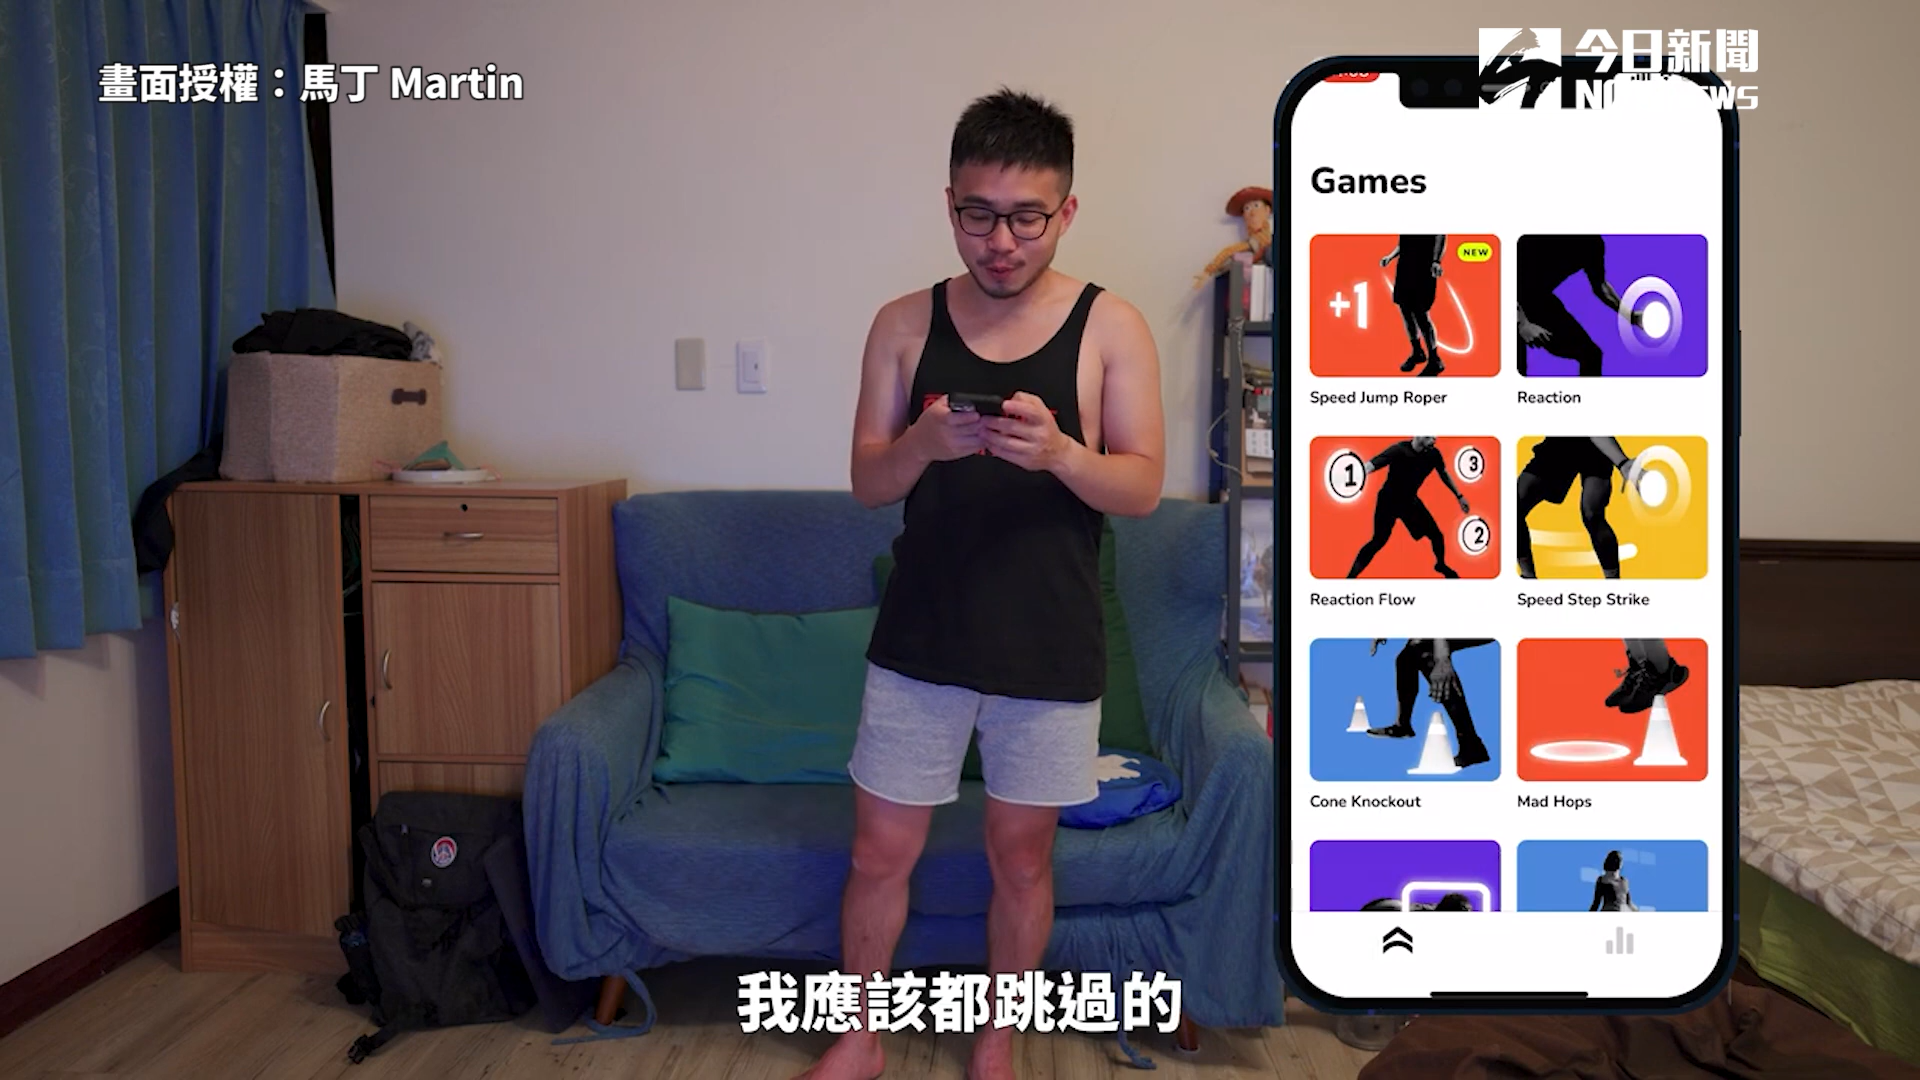 畫面授權：馬丁 Martin
今日新聞
Games
+1
NEW
Speed Jump Roper
Reaction
1
3
2
Reaction Flow
Speed Step Strike
Cone Knockout
Mad Hops
我應該都跳過的